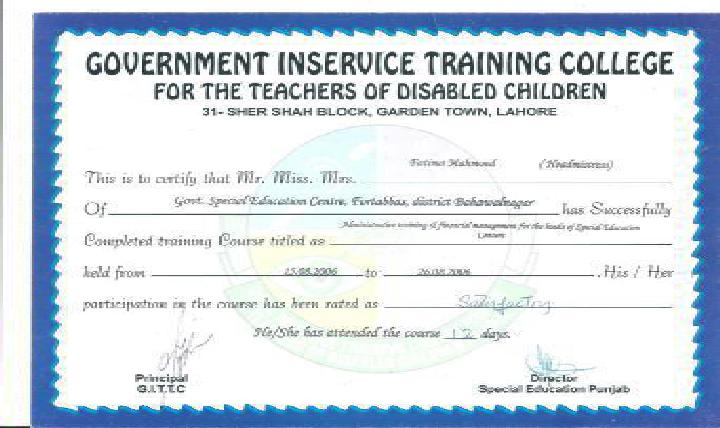 GOVERNMENT INSERVICE TRAINING COLLEGE
FOR THE TEACHERS OF DISABLED CHILDREN
31- SHER SHAH BLOCK, GARDEN TOWN, LAHORE
Fatima Mahmood (Headmistress)
This is to certify that Mr. Miss. Mrs.
Of Govt. Special Education Centre, Fortabbas, district Bahawalnagar has Successfully
Administrative training & financial management for the heads of Special Education
Completed training Course titled as Centres
held from 15.08.2006 to 26.08.2006 . His / Her
participation in the course has been rated as Satisfactory
He/She has attended the course 12 days.
Principal Director
G.I.T.T.C Special Education Punjab